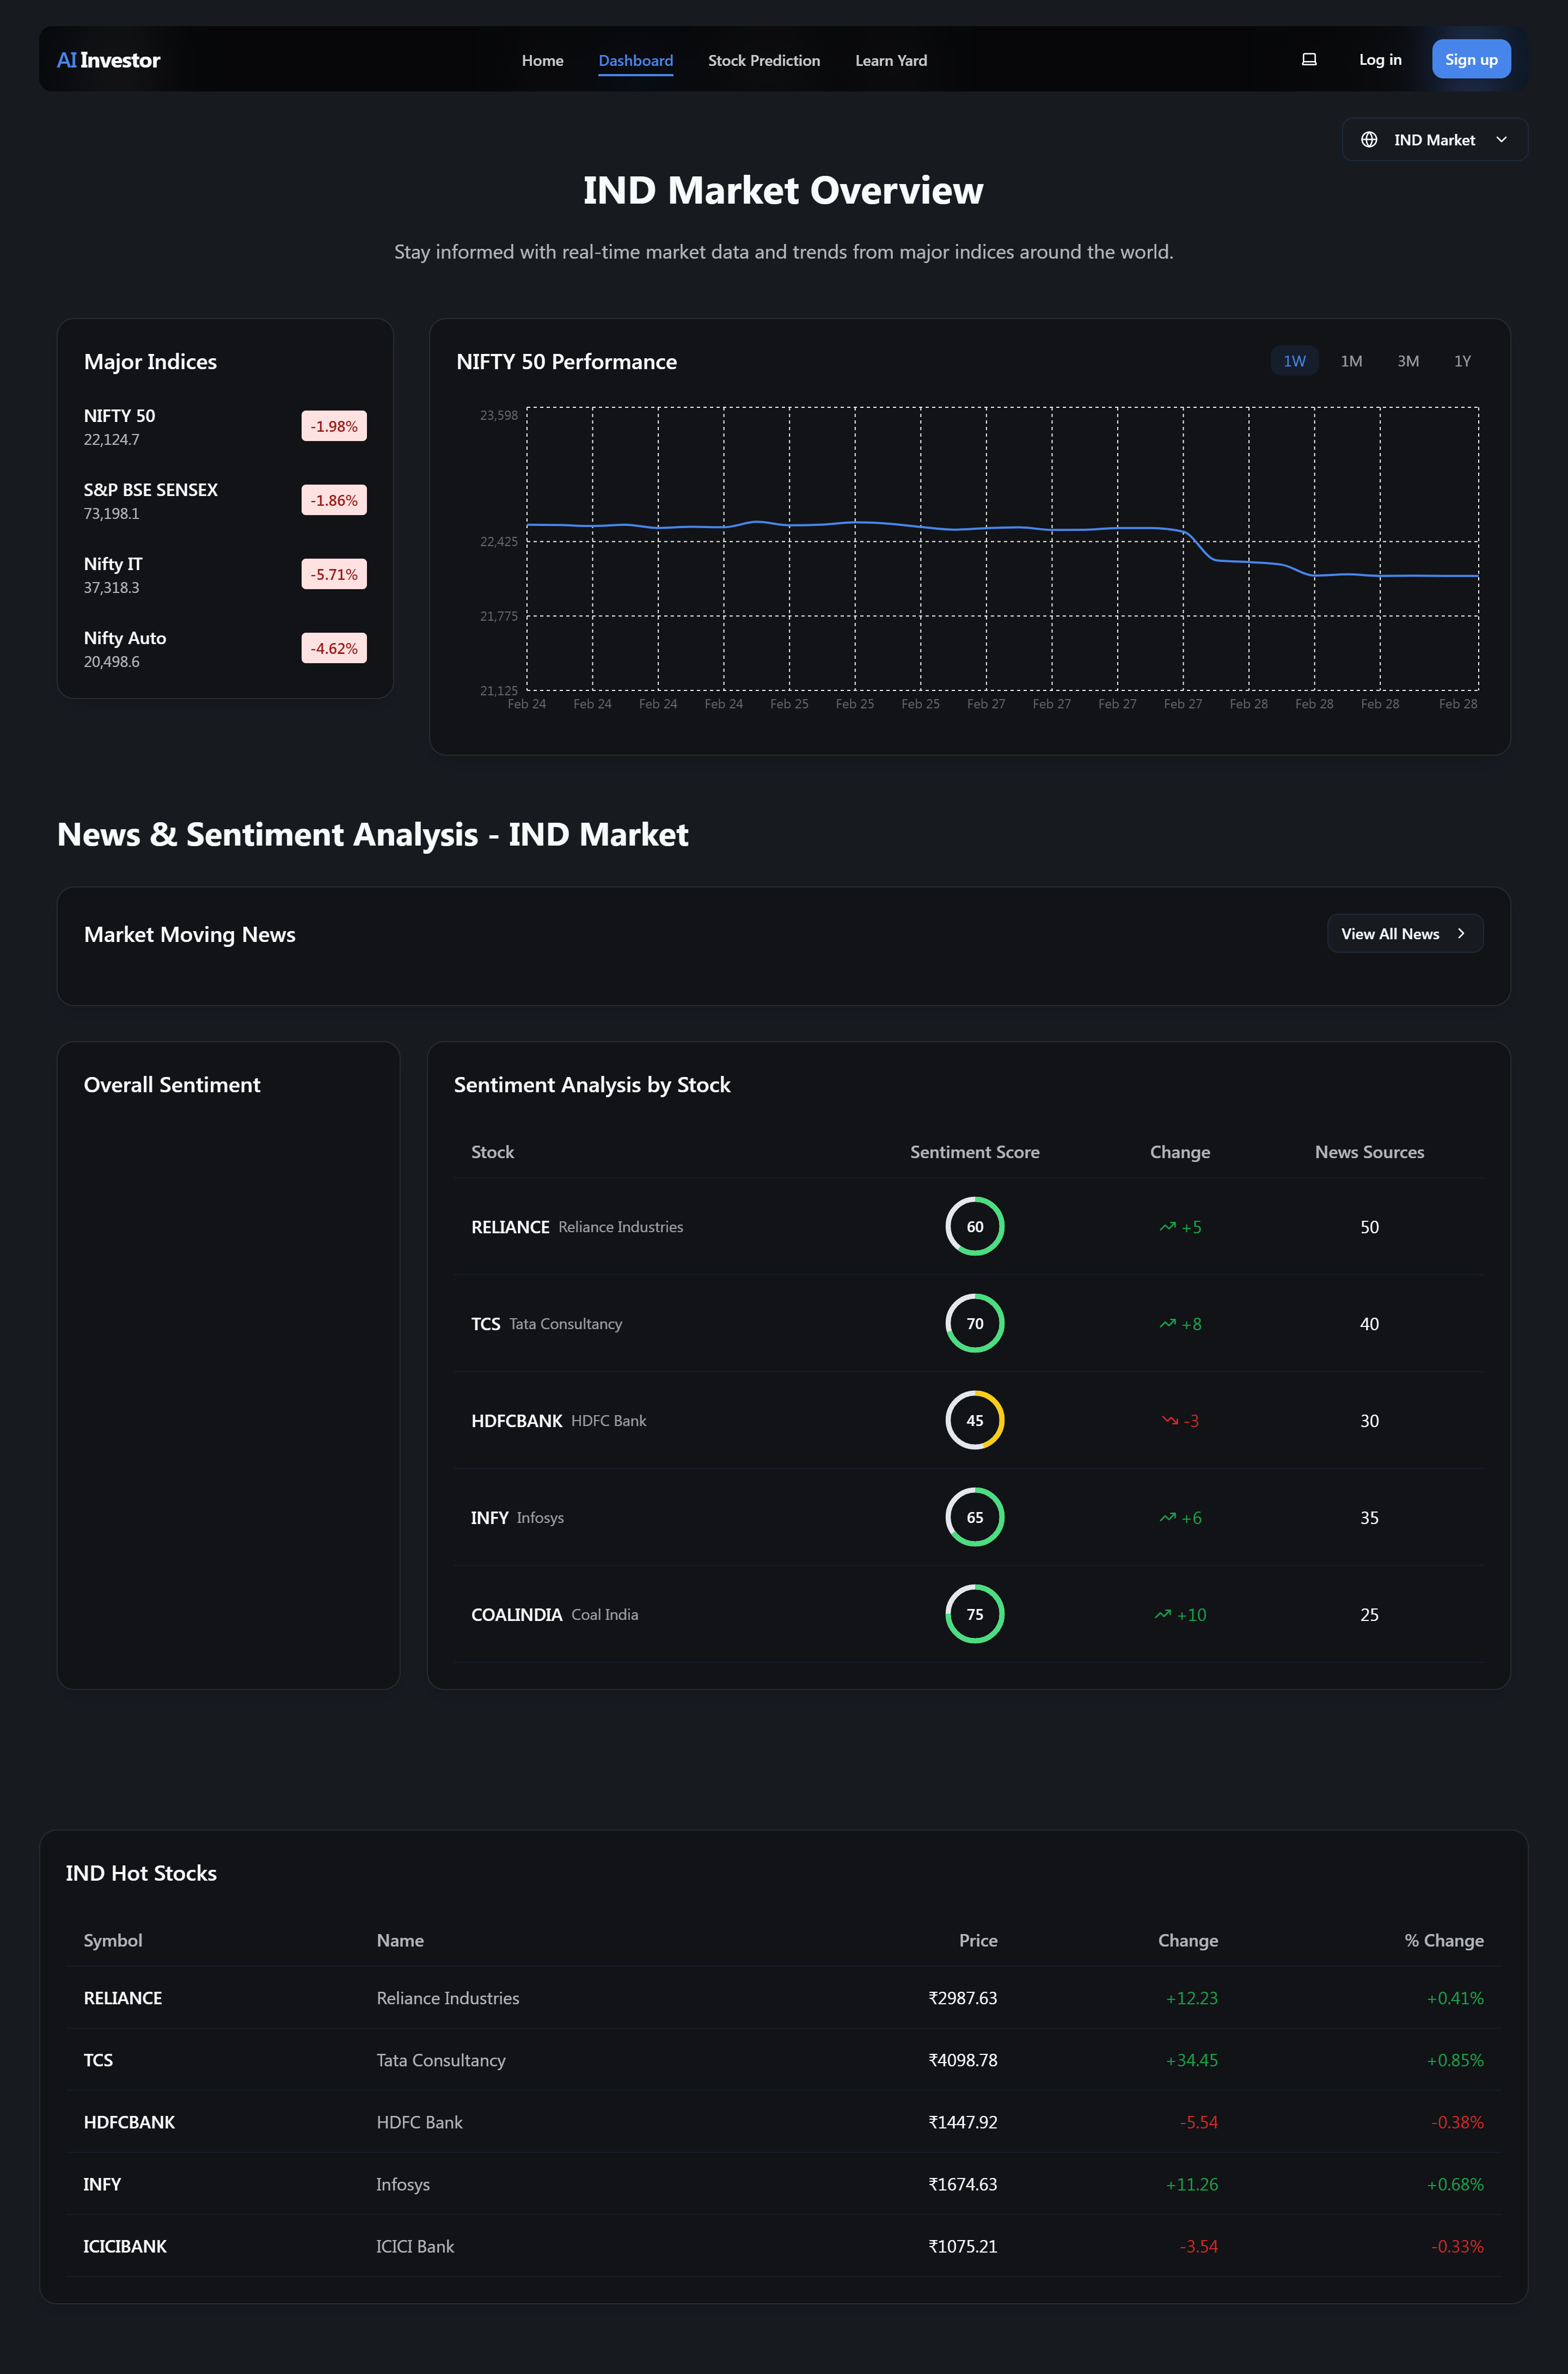 AI Investor
Home Dashboard Stock Prediction Learn Yard
Log in Sign up
IND Market
IND Market Overview
Stay informed with real-time market data and trends from major indices around the world.
Major Indices
NIFTY 50
22,124.7
-1.98%
S&P BSE SENSEX
73,198.1
-1.86%
Nifty IT
37,318.3
-5.71%
Nifty Auto
20,498.6
-4.62%
NIFTY 50 Performance
1W 1M 3M 1Y
23,598
22,425
21,775
21,125
Feb 24 Feb 24 Feb 24 Feb 24 Feb 25 Feb 25 Feb 25 Feb 27 Feb 27 Feb 27 Feb 27 Feb 28 Feb 28 Feb 28 Feb 28
News & Sentiment Analysis - IND Market
Market Moving News
View All News
Overall Sentiment
Sentiment Analysis by Stock
Stock Sentiment Score Change News Sources
RELIANCE Reliance Industries 60 +5 50
TCS Tata Consultancy 70 +8 40
HDFCBANK HDFC Bank 45 -3 30
INFY Infosys 65 +6 35
COALINDIA Coal India 75 +10 25
IND Hot Stocks
Symbol Name Price Change % Change
RELIANCE Reliance Industries ₹2987.63 +12.23 +0.41%
TCS Tata Consultancy ₹4098.78 +34.45 +0.85%
HDFCBANK HDFC Bank ₹1447.92 -5.54 -0.38%
INFY Infosys ₹1674.63 +11.26 +0.68%
ICICIBANK ICICI Bank ₹1075.21 -3.54 -0.33%